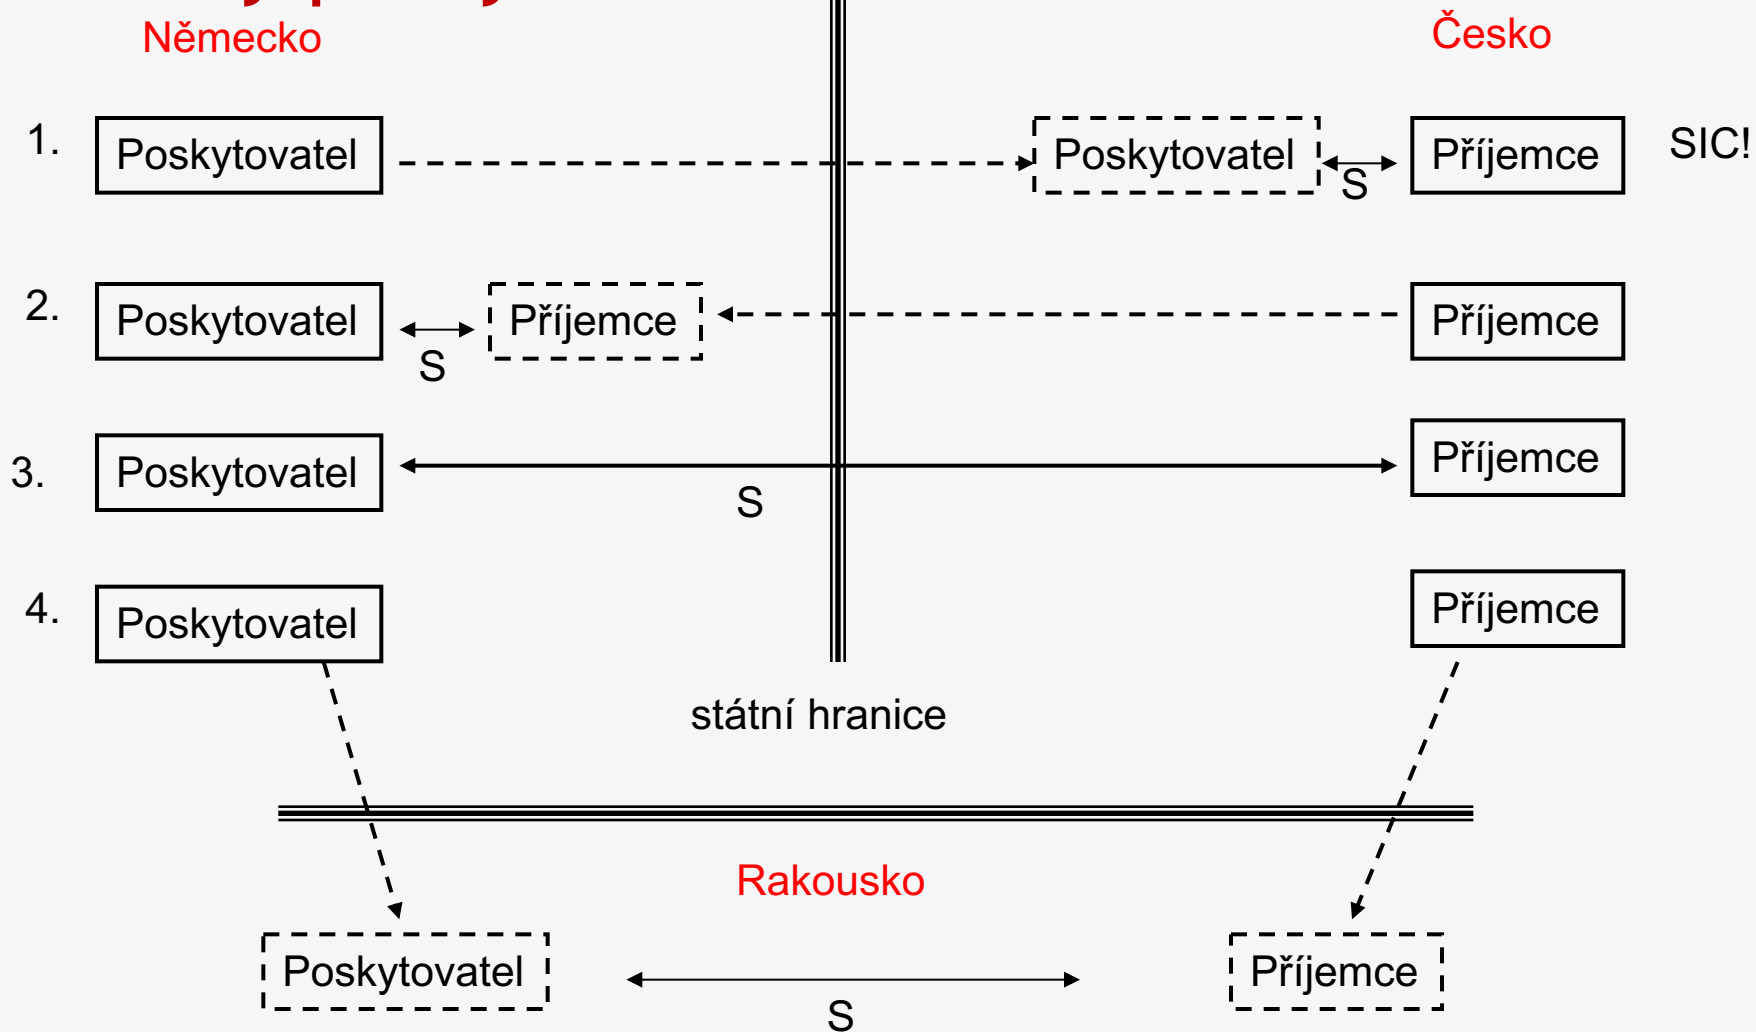 Německo
Česko
1.
Poskytovatel
Poskytovatel
S
Příjemce
SIC!
2.
Poskytovatel
S
Příjemce
Příjemce
3.
Poskytovatel
S
Příjemce
4.
Poskytovatel
Příjemce
státní hranice
Rakousko
Poskytovatel
S
Příjemce